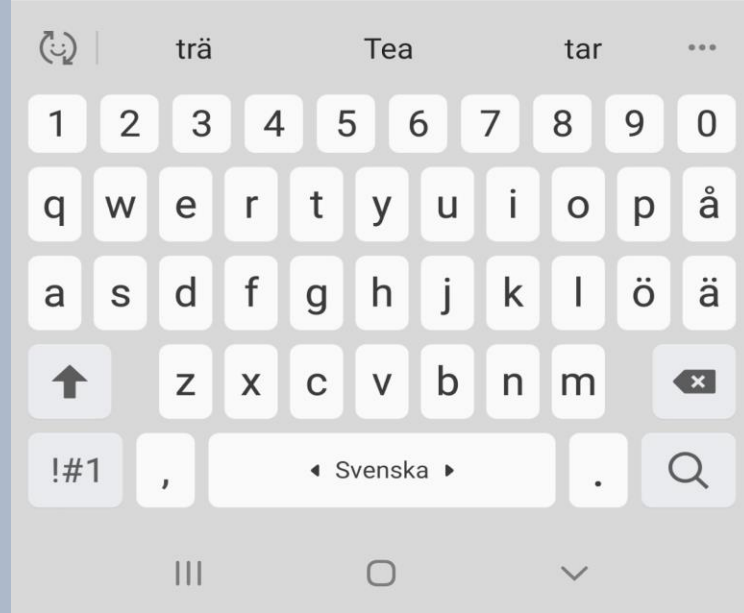 trä Tea tar
1 2 3 4 5 6 7 8 9 0
q w e r t y u i o p å
a s d f g h j k l ö ä
z x c v b n m
!#1 , Svenska .